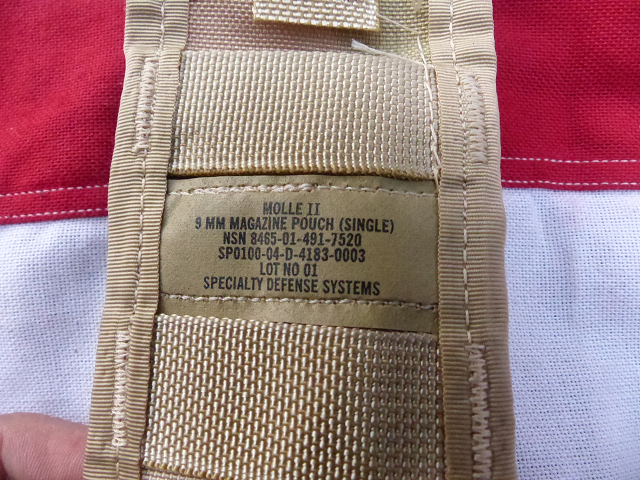 MOLLE II
9 MM MAGAZINE POUCH (SINGLE)
NSN 8465-01-491-7520
SP0100-04-D-4183-0003
LOT NO 01
SPECIALTY DEFENSE SYSTEMS